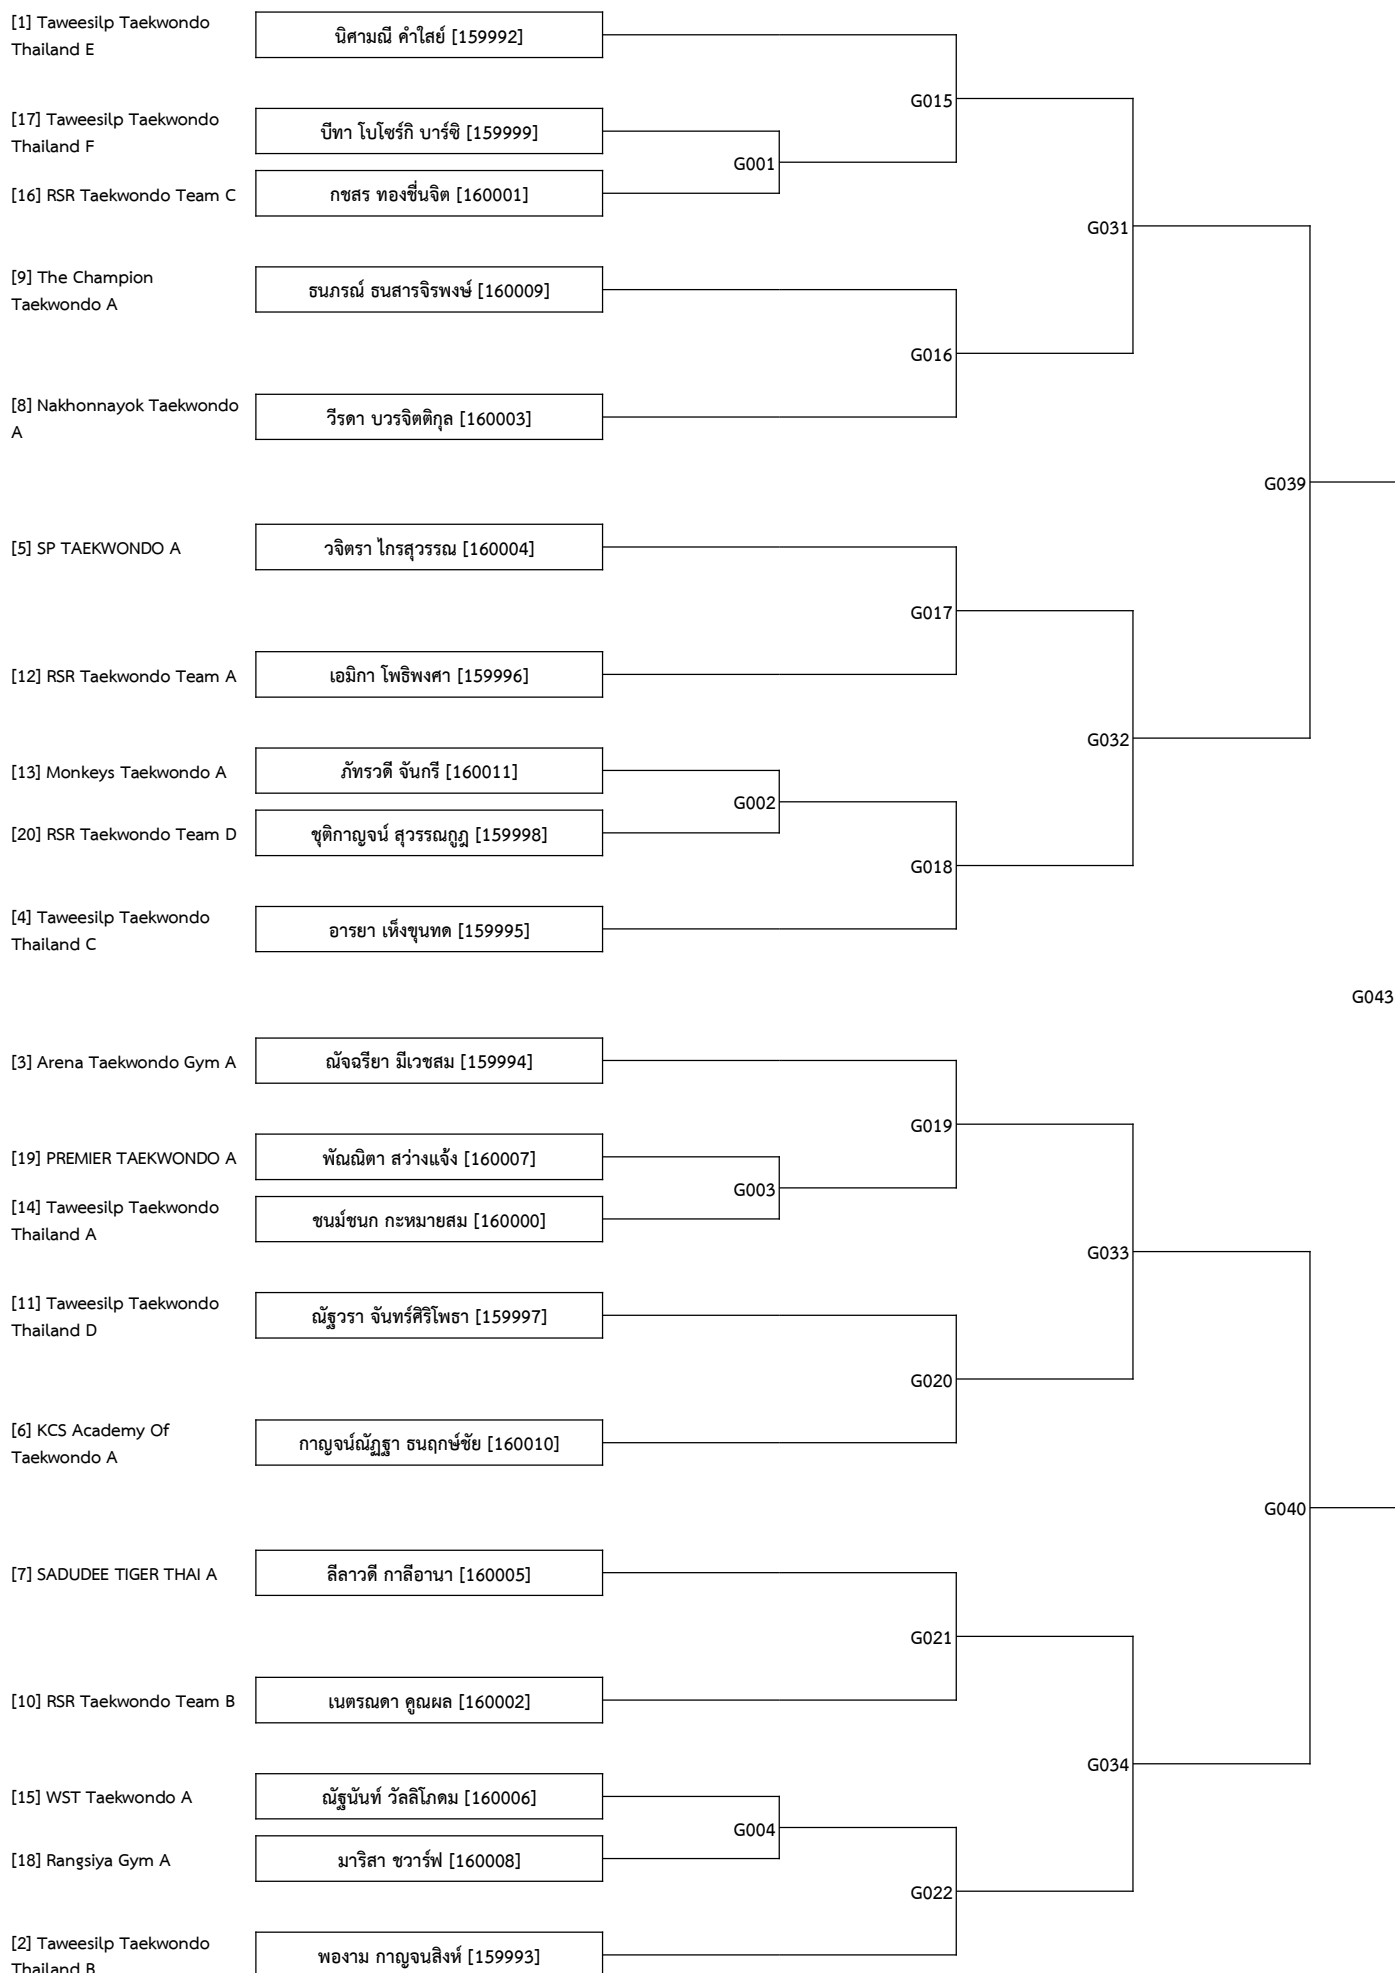 [1] Taweesilp Taekwondo
Thailand E
นิศามณี คำใสย์ [159992]
G015
[17] Taweesilp Taekwondo
Thailand F
บีทา โบโซร์กิ บาร์ซิ [159999]
G001
[16] RSR Taekwondo Team C
กชสร ทองชื่นจิต [160001]
G031
[9] The Champion
Taekwondo A
ธนภรณ์ ธนสารจิรพงษ์ [160009]
G016
[8] Nakhonnayok Taekwondo
A
วีรดา บวรจิตติกุล [160003]
G039
[5] SP TAEKWONDO A
วจิตรา ไกรสุวรรณ [160004]
G017
[12] RSR Taekwondo Team A
เอมิกา โพธิพงศา [159996]
G032
[13] Monkeys Taekwondo A
ภัทรวดี จันกรี [160011]
G002
[20] RSR Taekwondo Team D
ชุติกาญจน์ สุวรรณกูฎ [159998]
G018
[4] Taweesilp Taekwondo
Thailand C
อารยา เห็งขุนทด [159995]
G043
[3] Arena Taekwondo Gym A
ณัจฉรียา มีเวชสม [159994]
G019
[19] PREMIER TAEKWONDO A
พัณณิตา สว่างแจ้ง [160007]
G003
[14] Taweesilp Taekwondo
Thailand A
ชนม์ชนก กะหมายสม [160000]
G033
[11] Taweesilp Taekwondo
Thailand D
ณัฐวรา จันทร์ศิริโพธา [159997]
G020
[6] KCS Academy Of
Taekwondo A
กาญจน์ณัฏฐา ธนฤกษ์ชัย [160010]
G040
[7] SADUDEE TIGER THAI A
ลีลาวดี กาลีอานา [160005]
G021
[10] RSR Taekwondo Team B
เนตรณดา คูณผล [160002]
G034
[15] WST Taekwondo A
ณัฐนันท์ วัลลิโภดม [160006]
G004
[18] Rangsiya Gym A
มาริสา ชวาร์ฟ [160008]
G022
[2] Taweesilp Taekwondo
Thailand B
พองาม กาญจนสิงห์ [159993]